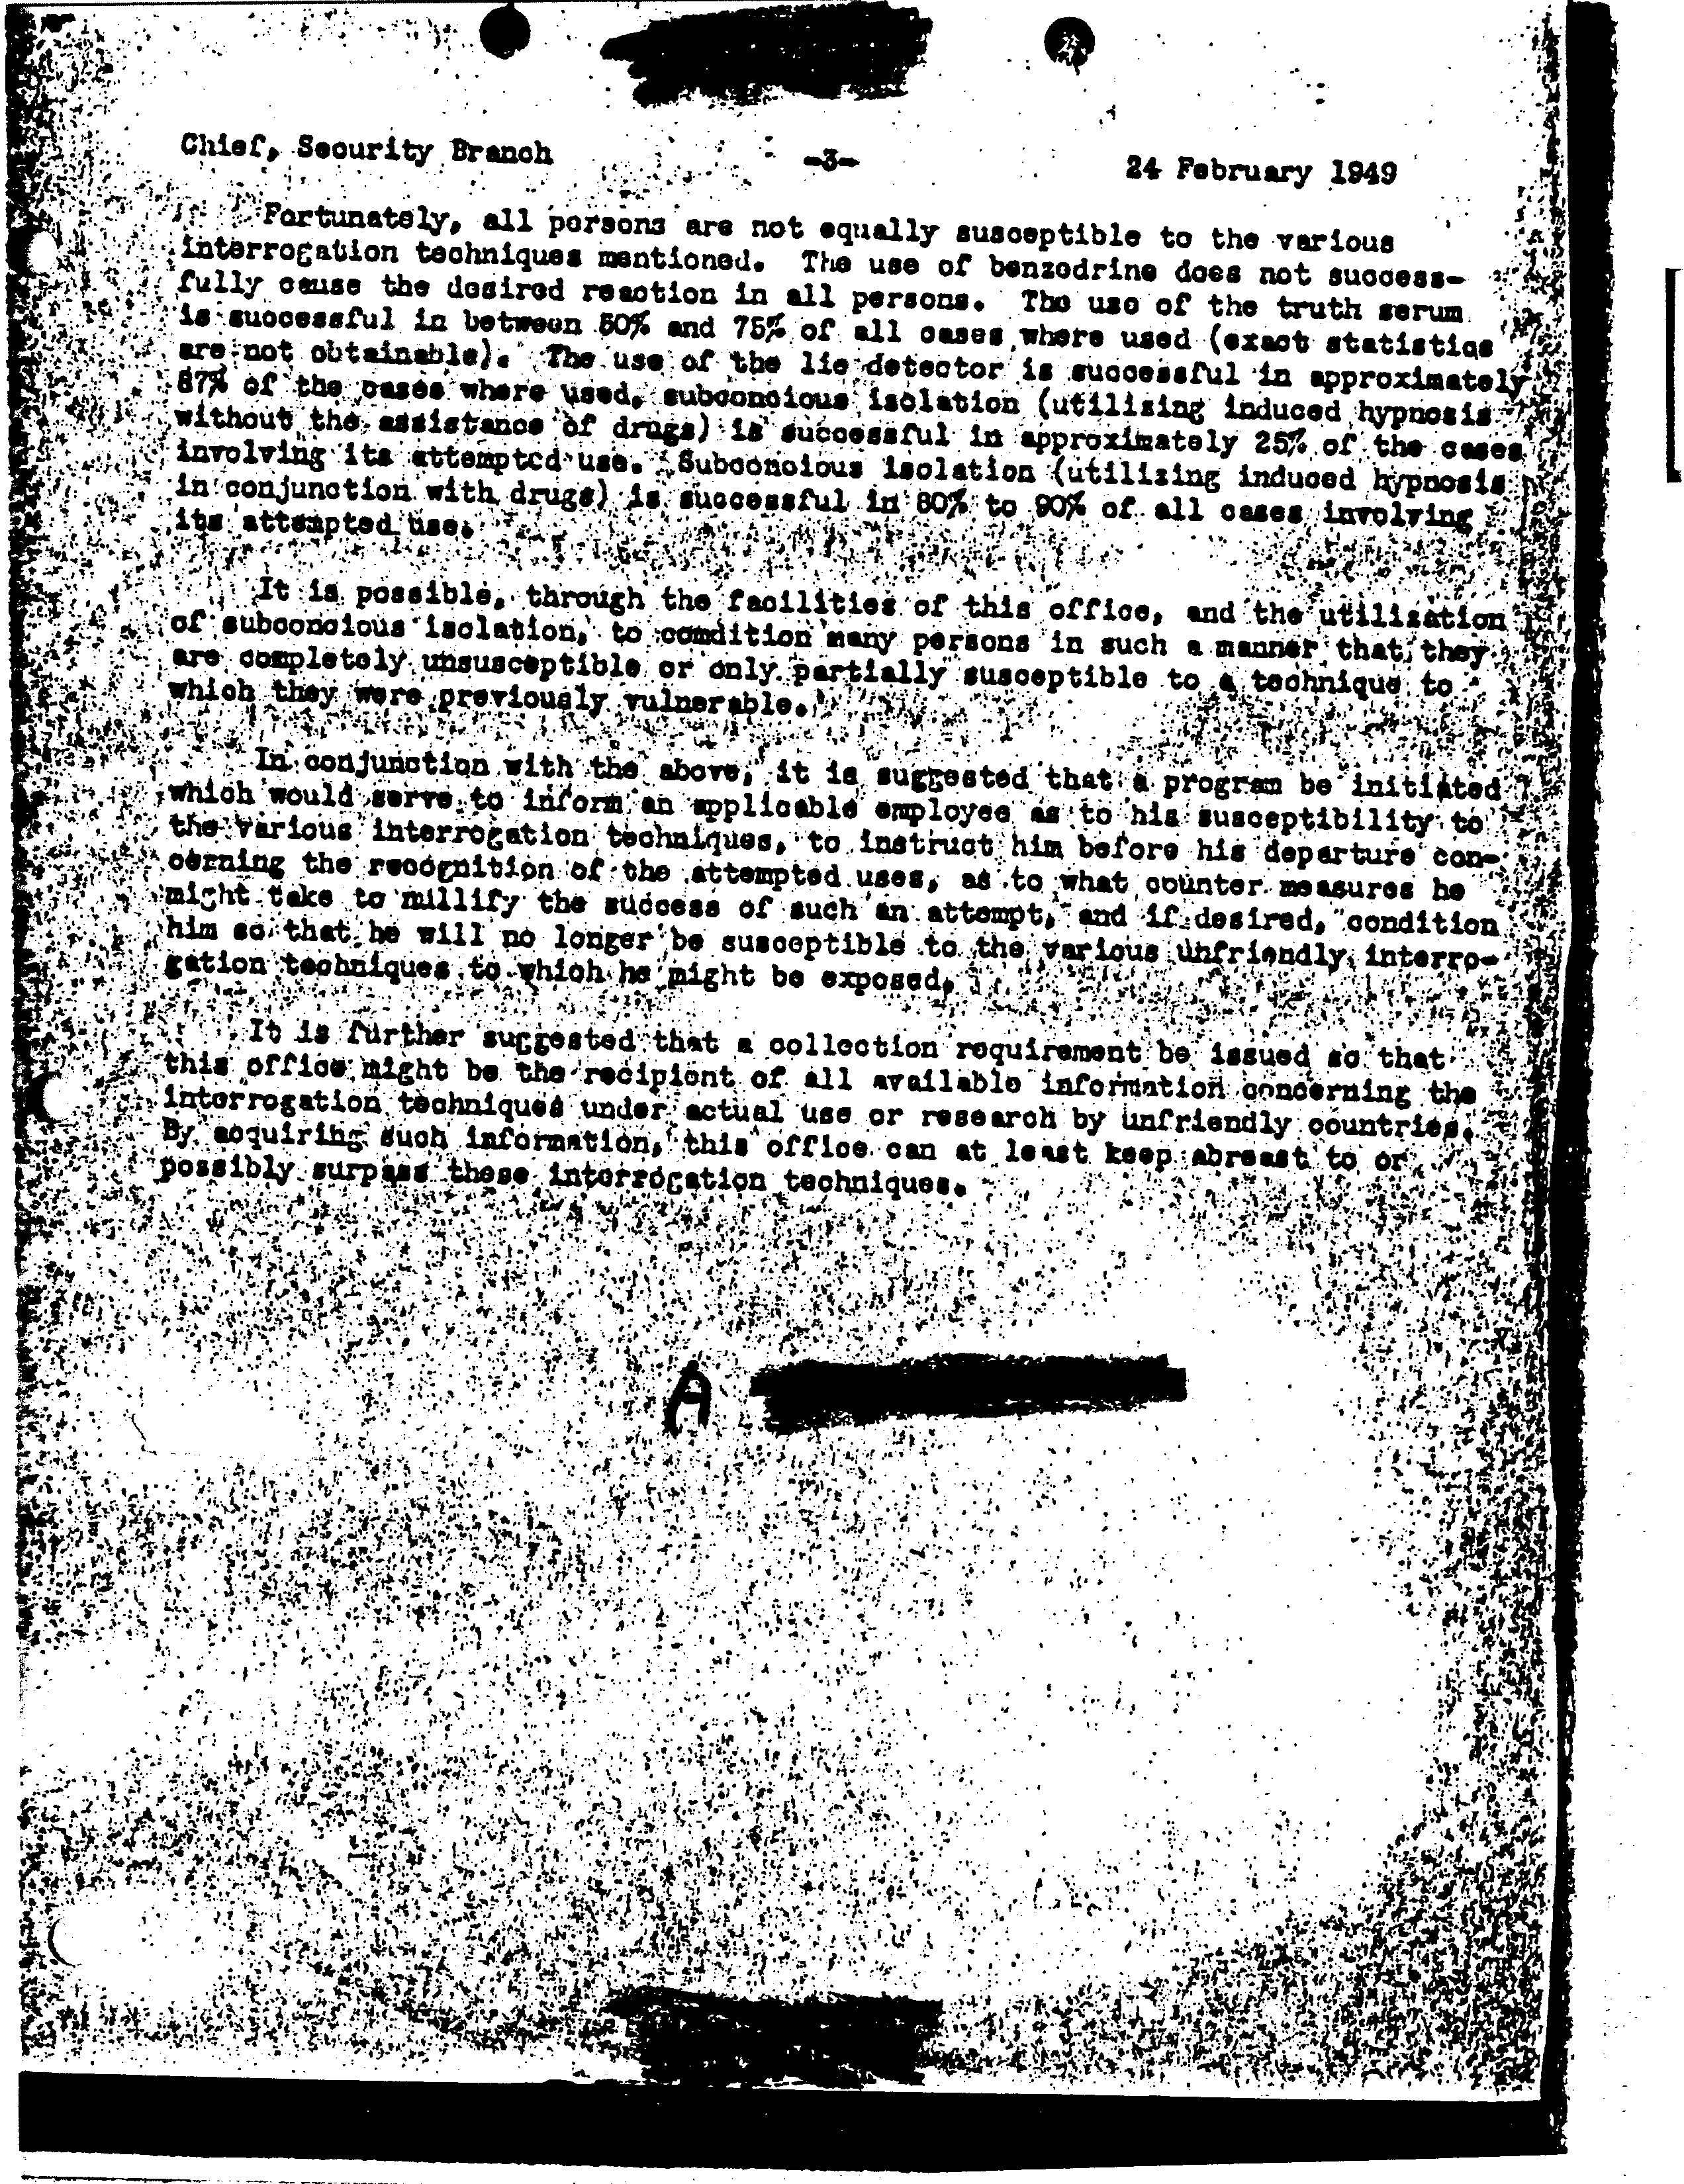 Chief, Security Branch -3- 24 February 1949
Fortunately, all persons are not equally susceptible to the various
interrogation techniques mentioned. The use of benzedrine does not success-
fully cause the desired reaction in all persons. The use of the truth serum
is successful in between 50% and 75% of all cases where used (exact statistics
are not obtainable). The use of the lie detector is successful in approximately
87% of the cases where used. subconcious isolation (utilizing induced hypnosis
without the assistance of drugs) is successful in approximately 25% of the cases
involving its attempted use. Subconcious isolation (utilizing induced hypnosis
in conjunction with drugs) is successful in 80% to 90% of all cases involving
its attempted use.
It is possible, through the facilities of this office, and the utilization
of subconcious isolation, to condition many persons in such a manner that they
are completely unsusceptible or only partially susceptible to a technique to
which they were previously vulnerable.
In conjunction with the above, it is suggested that a program be initiated
which would serve to inform an applicable employee as to his susceptibility to
the various interrogation techniques, to instruct him before his departure con-
cerning the recognition of the attempted uses, as to what counter measures he
might take to nullify the success of such an attempt, and if desired, condition
him so that he will no longer be susceptible to the various unfriendly interro-
gation techniques to which he might be exposed.
It is further suggested that a collection requirement be issued so that
this office might be the recipient of all available information concerning the
interrogation techniques under actual use or research by unfriendly countries.
By acquiring such information, this office can at least keep abreast to or
possibly surpass these interrogation techniques.
A